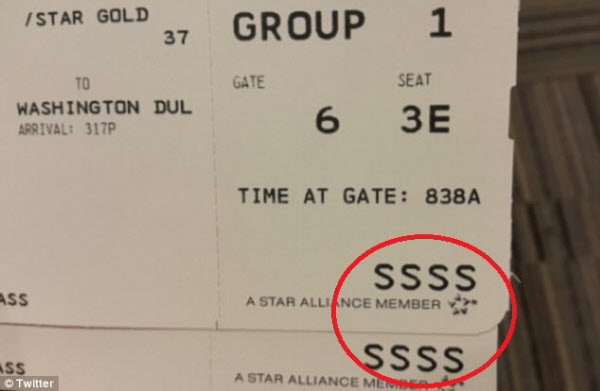 /STAR GOLD
37
TO
WASHINGTON DUL
ARRIVAL: 317P
GROUP 1
GATE SEAT
6 3E
TIME AT GATE: 838A
SSSS
A STAR ALLIANCE MEMBER
ASS
SSSS
A STAR ALLIANCE MEMBER
ASS
© Twitter